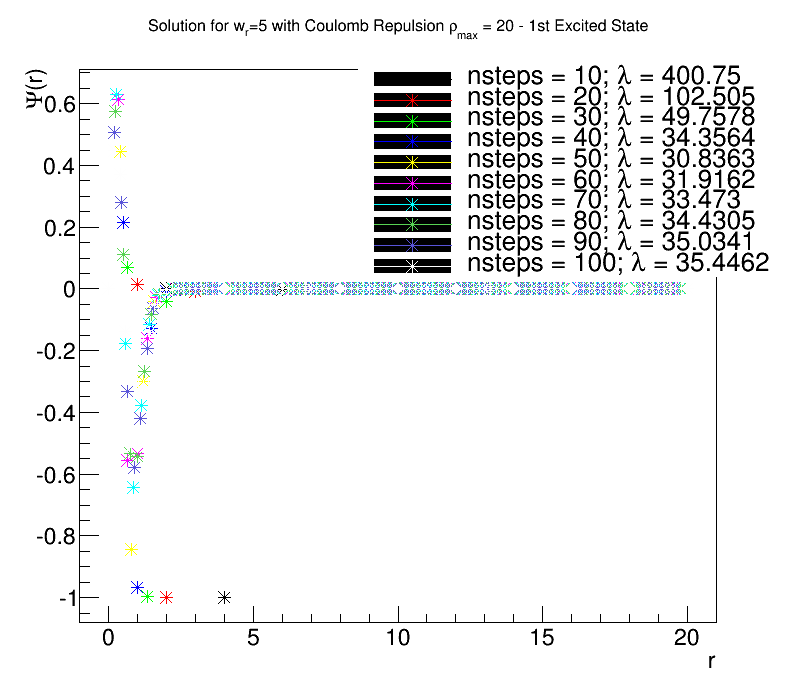 Solution for wr=5 with Coulomb Repulsion ρmax = 20 - 1st Excited State
Ψ(r)
nsteps = 10; λ = 400.75
nsteps = 20; λ = 102.505
nsteps = 30; λ = 49.7578
nsteps = 40; λ = 34.3564
nsteps = 50; λ = 30.8363
nsteps = 60; λ = 31.9162
nsteps = 70; λ = 33.473
nsteps = 80; λ = 34.4305
nsteps = 90; λ = 35.0341
nsteps = 100; λ = 35.4462
0.6
0.4
0.2
0
-0.2
-0.4
-0.6
-0.8
-1
0 5 10 15 20
r